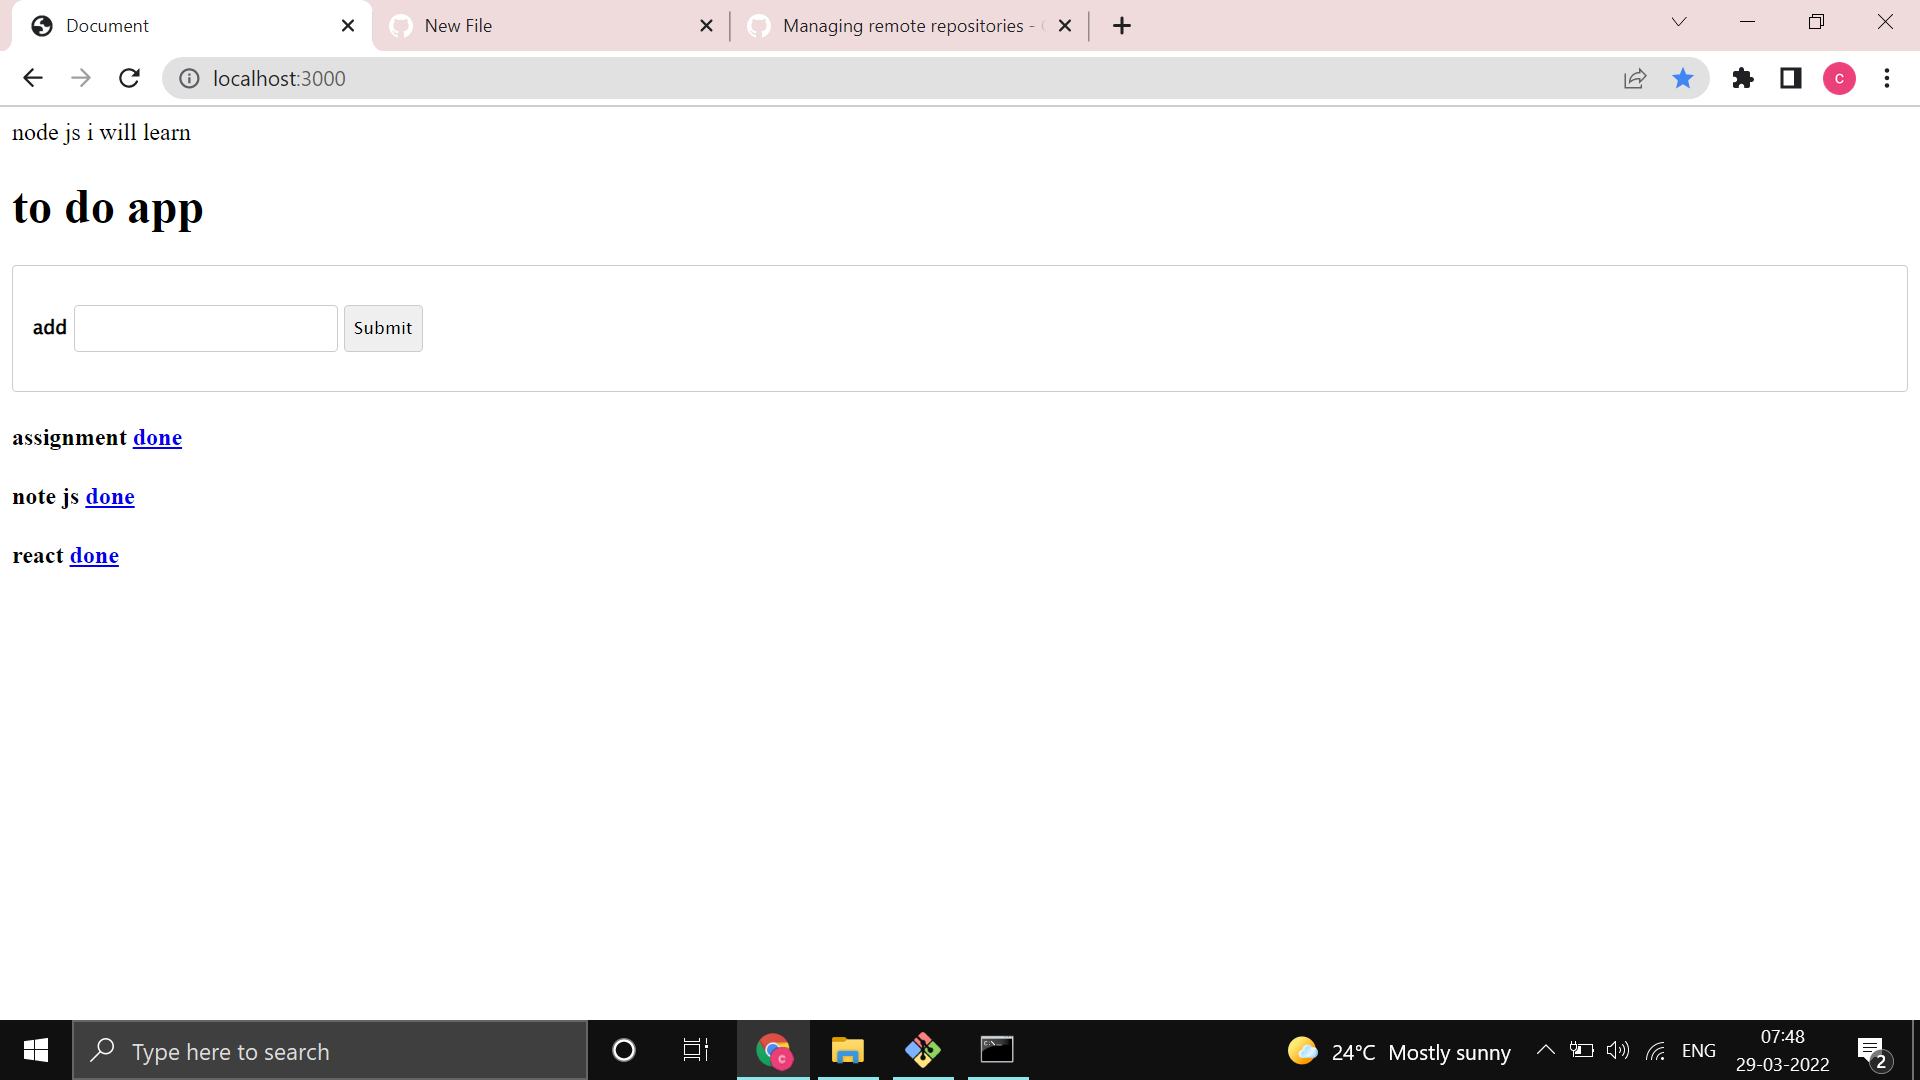 Document
New File
Managing remote repositories -
localhost:3000
c
node js i will learn
to do app
add
Submit
assignment done
note js done
react done
Type here to search
c
24°C Mostly sunny
ENG
07:48
29-03-2022
2